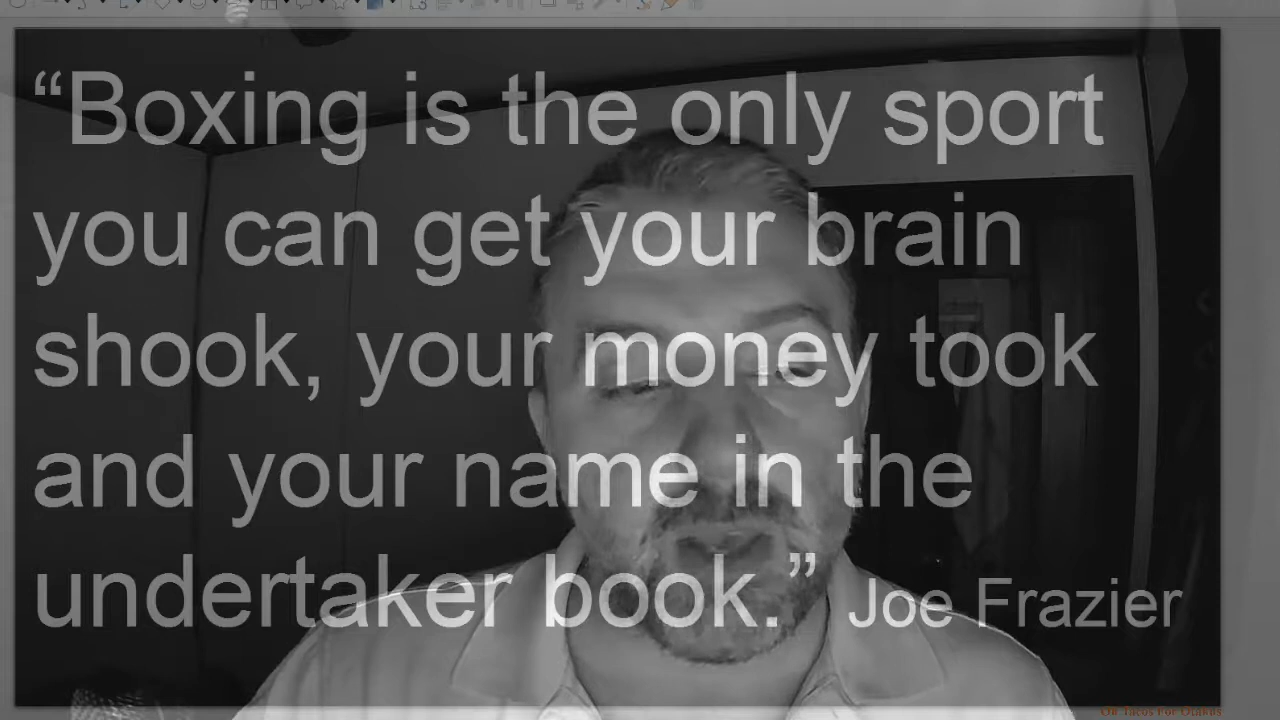 “Boxing is the only sport
you can get your brain
shook, your money took
and your name in the
undertaker book.” Joe Frazier